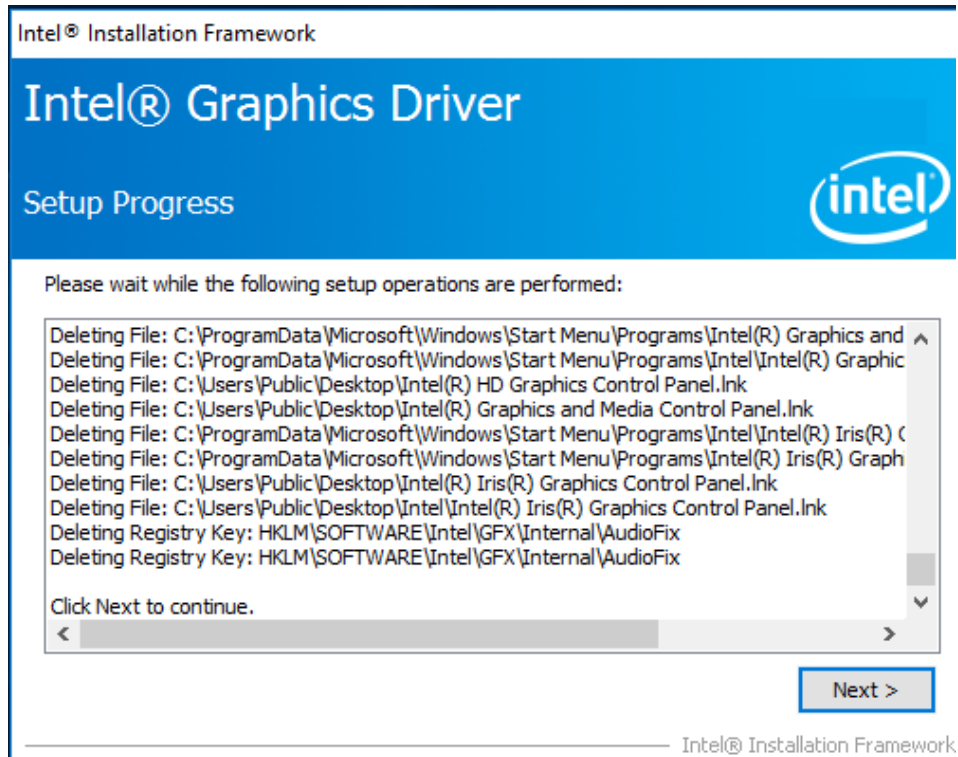 Intel® Installation Framework
Intel® Graphics Driver
Setup Progress
intel
Please wait while the following setup operations are performed:
Deleting File: C:\ProgramData\Microsoft\Windows\Start Menu\Programs\Intel(R) Graphics and
Deleting File: C:\ProgramData\Microsoft\Windows\Start Menu\Programs\Intel\Intel(R) Graphic
Deleting File: C:\Users\Public\Desktop\Intel(R) HD Graphics Control Panel.lnk
Deleting File: C:\Users\Public\Desktop\Intel(R) Graphics and Media Control Panel.lnk
Deleting File: C:\ProgramData\Microsoft\Windows\Start Menu\Programs\Intel\Intel(R) Iris(R) G
Deleting File: C:\ProgramData\Microsoft\Windows\Start Menu\Programs\Intel(R) Iris(R) Graphi
Deleting File: C:\Users\Public\Desktop\Intel(R) Iris(R) Graphics Control Panel.lnk
Deleting File: C:\Users\Public\Desktop\Intel\Intel(R) Iris(R) Graphics Control Panel.lnk
Deleting Registry Key: HKLM\SOFTWARE\Intel\GFX\Internal\AudioFix
Deleting Registry Key: HKLM\SOFTWARE\Intel\GFX\Internal\AudioFix
Click Next to continue.
Next >
Intel® Installation Framework